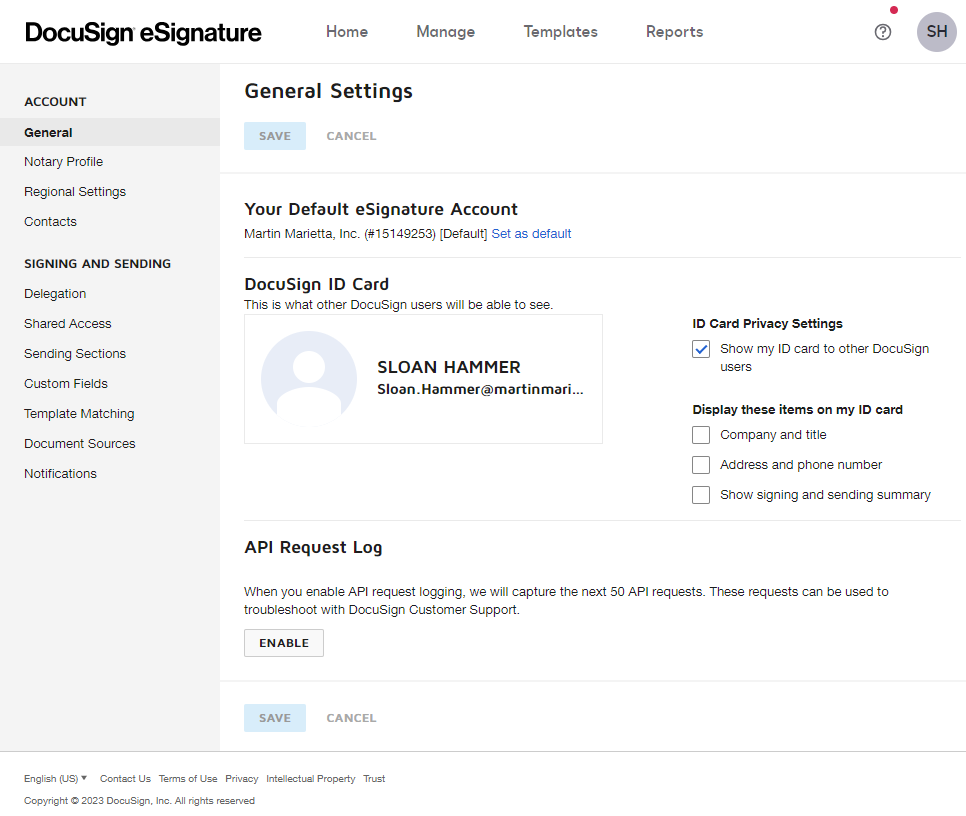 DocuSign eSignature
Home
Manage
Templates
Reports
SH
ACCOUNT
General
Notary Profile
Regional Settings
Contacts
SIGNING AND SENDING
Delegation
Shared Access
Sending Sections
Custom Fields
Template Matching
Document Sources
Notifications
General Settings
SAVE
CANCEL
Your Default eSignature Account
Martin Marietta, Inc. (#15149253) [Default] Set as default
DocuSign ID Card
This is what other DocuSign users will be able to see.
SLOAN HAMMER
Sloan.Hammer@martinmari...
ID Card Privacy Settings
Show my ID card to other DocuSign
users
Display these items on my ID card
Company and title
Address and phone number
Show signing and sending summary
API Request Log
When you enable API request logging, we will capture the next 50 API requests. These requests can be used to
troubleshoot with DocuSign Customer Support.
ENABLE
SAVE
CANCEL
English (US) ▼ Contact Us Terms of Use Privacy Intellectual Property Trust
Copyright © 2023 DocuSign, Inc. All rights reserved